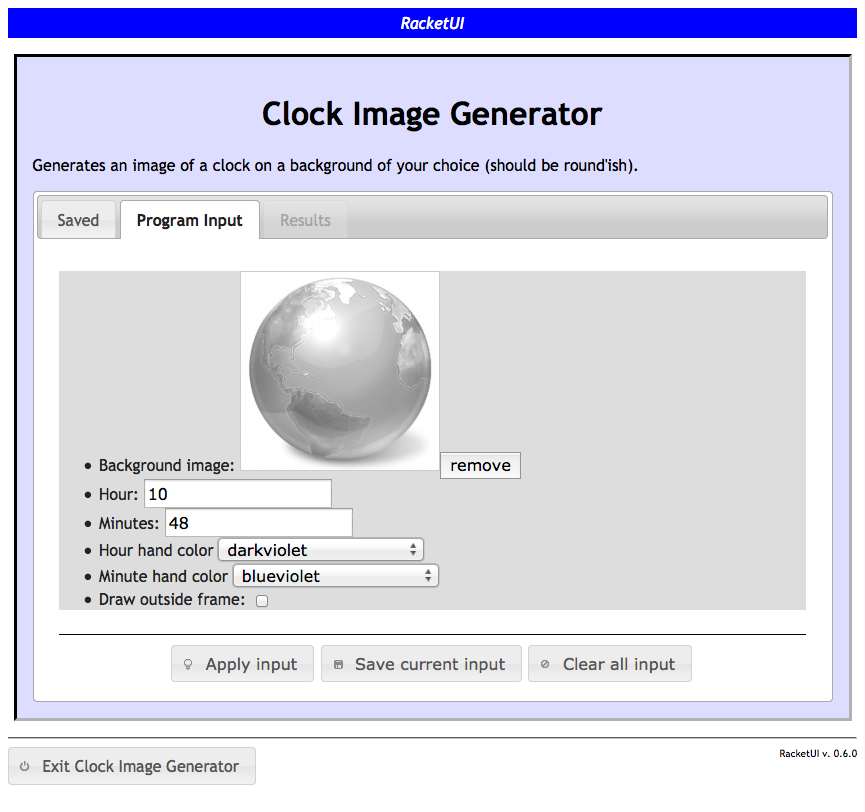 RacketUI
Clock Image Generator
Generates an image of a clock on a background of your choice (should be round'ish).
Saved Program Input Results
• Background image: remove
• Hour: 10
• Minutes: 48
• Hour hand color darkviolet
• Minute hand color blueviolet
• Draw outside frame:
Apply input Save current input Clear all input
RacketUI v. 0.6.0
Exit Clock Image Generator